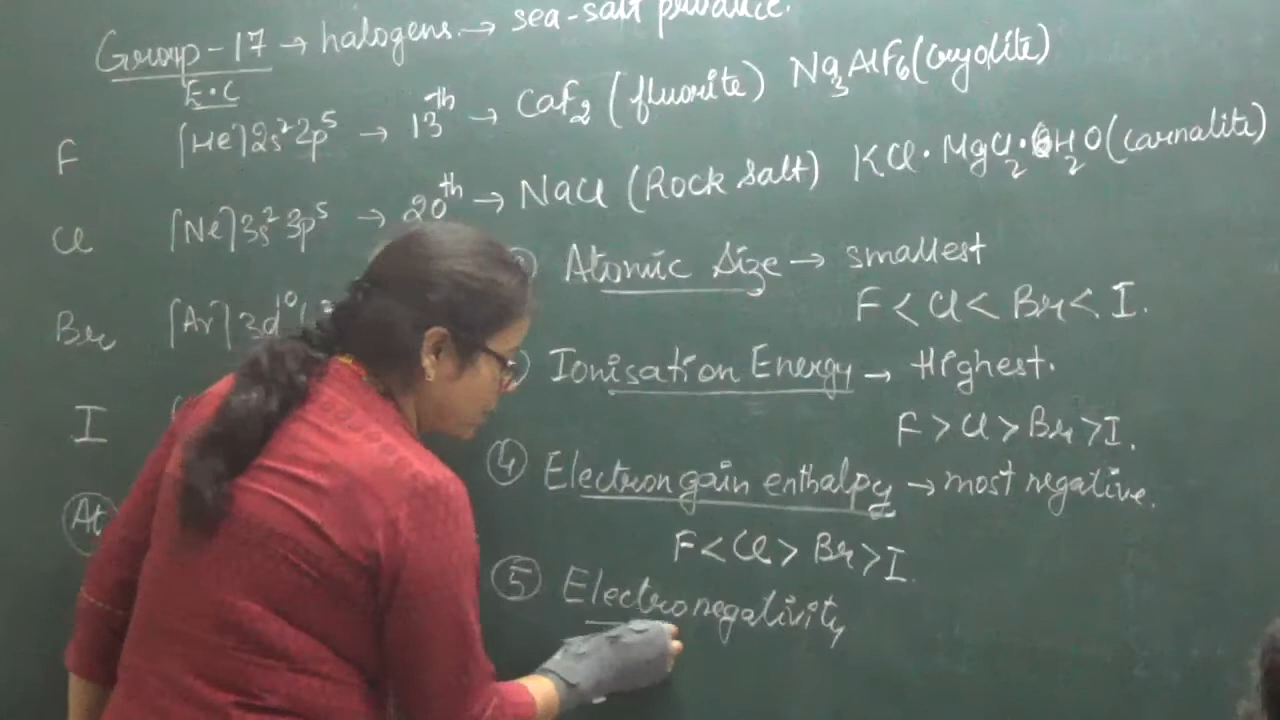 Group-17 → halogens → sea-salt produce.
E.C
F [He]2s²2p⁵ → 13th → CaF₂ (fluorite) Na₃AlF₆ (cryolite)
Cl [Ne]3s²3p⁵ → 20th → NaCl (Rock salt) KCl·MgCl₂·6H₂O (carnalite)
Atomic Size → smallest
F < Cl < Br < I.
Br [Ar]3d¹⁰
Ionisation Energy → Highest.
I
F > Cl > Br > I.
④ Electron gain enthalpy → most negative.
At
F < Cl > Br > I.
⑤ Electronegativity